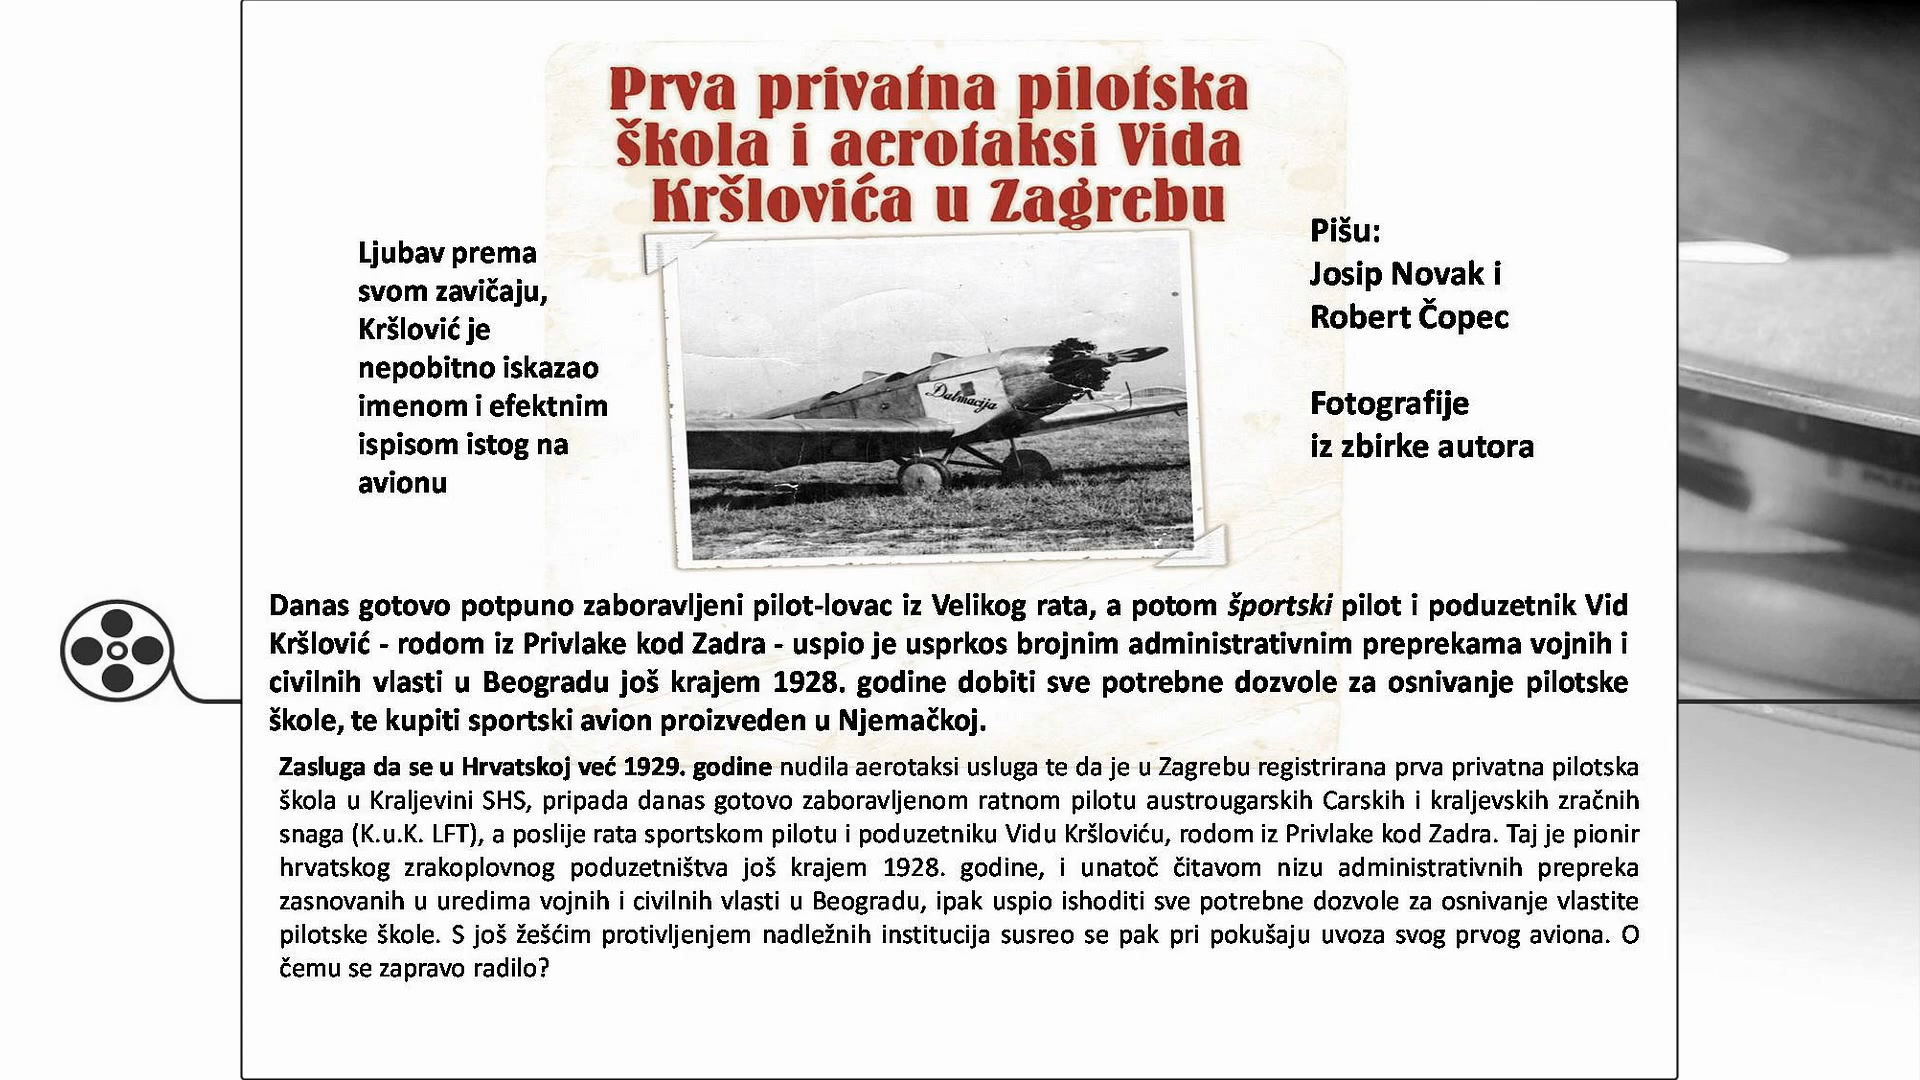 Prva privatna pilotska
škola i aerotaksi Vida
Kršlovića u Zagrebu
Ljubav prema
svom zavičaju,
Kršlović je
nepobitno iskazao
imenom i efektnim
ispisom istog na
avionu
Dalmacija
Pišu:
Josip Novak i
Robert Čopec
Fotografije
iz zbirke autora
Danas gotovo potpuno zaboravljeni pilot-lovac iz Velikog rata, a potom športski pilot i poduzetnik Vid
Kršlović - rodom iz Privlake kod Zadra - uspio je usprkos brojnim administrativnim preprekama vojnih i
civilnih vlasti u Beogradu još krajem 1928. godine dobiti sve potrebne dozvole za osnivanje pilotske
škole, te kupiti sportski avion proizveden u Njemačkoj.
Zasluga da se u Hrvatskoj već 1929. godine nudila aerotaksi usluga te da je u Zagrebu registrirana prva privatna pilotska
škola u Kraljevini SHS, pripada danas gotovo zaboravljenom ratnom pilotu austrougarskih Carskih i kraljevskih zračnih
snaga (K.u.K. LFT), a poslije rata sportskom pilotu i poduzetniku Vidu Kršloviću, rodom iz Privlake kod Zadra. Taj je pionir
hrvatskog zrakoplovnog poduzetništva još krajem 1928. godine, i unatoč čitavom nizu administrativnih prepreka
zasnovanih u uredima vojnih i civilnih vlasti u Beogradu, ipak uspio ishoditi sve potrebne dozvole za osnivanje vlastite
pilotske škole. S još žešćim protivljenjem nadležnih institucija susreo se pak pri pokušaju uvoza svog prvog aviona. O
čemu se zapravo radilo?